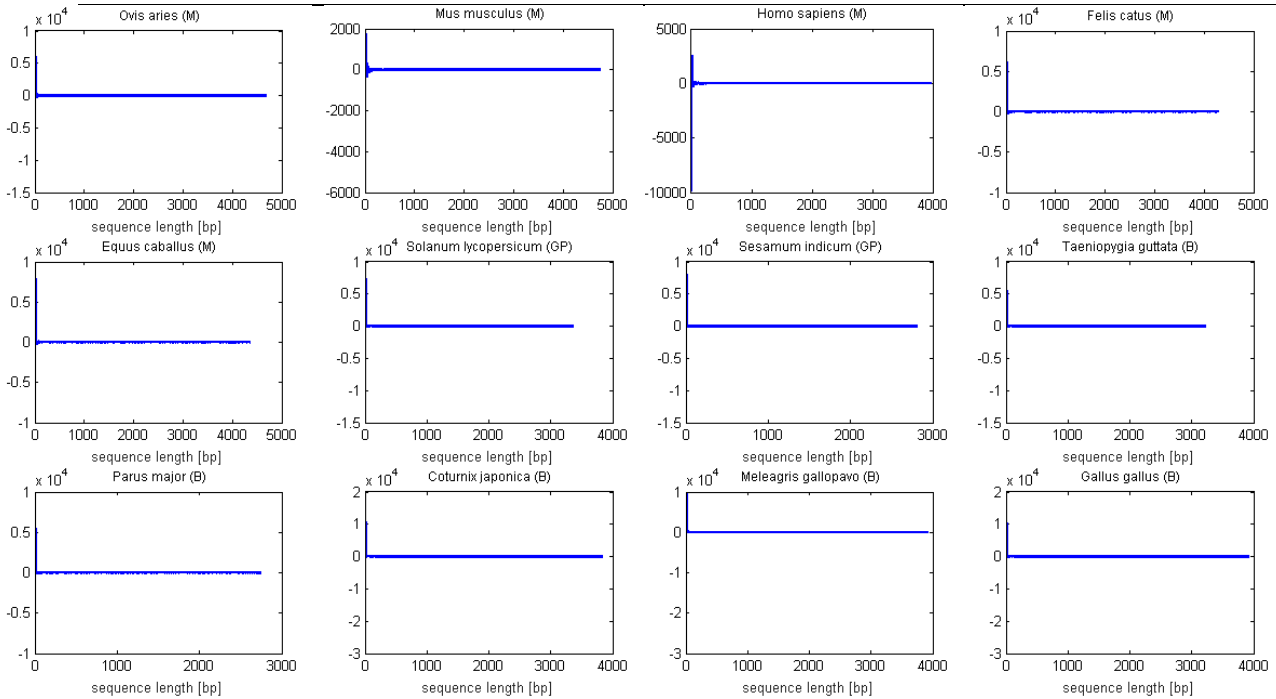 x 10^4 Ovis aries (M)
1
0.5
0
-0.5
-1
-1.5
0 1000 2000 3000 4000 5000
sequence length [bp]
Mus musculus (M)
2000
0
-2000
-4000
-6000
0 1000 2000 3000 4000 5000
sequence length [bp]
Homo sapiens (M)
5000
0
-5000
-10000
0 1000 2000 3000 4000
sequence length [bp]
x 10^4 Felis catus (M)
1
0.5
0
-0.5
-1
0 1000 2000 3000 4000 5000
sequence length [bp]
x 10^4 Equus caballus (M)
1
0.5
0
-0.5
-1
0 1000 2000 3000 4000 5000
sequence length [bp]
x 10^4 Solanum lycopersicum (GP)
1
0.5
0
-0.5
-1
-1.5
0 1000 2000 3000 4000
sequence length [bp]
x 10^4 Sesamum indicum (GP)
1
0.5
0
-0.5
-1
-1.5
0 1000 2000 3000
sequence length [bp]
x 10^4 Taeniopygia guttata (B)
1
0.5
0
-0.5
-1
-1.5
0 1000 2000 3000 4000
sequence length [bp]
x 10^4 Parus major (B)
1
0.5
0
-0.5
-1
0 1000 2000 3000
sequence length [bp]
x 10^4 Coturnix japonica (B)
2
1
0
-1
-2
-3
0 1000 2000 3000 4000
sequence length [bp]
x 10^4 Meleagris gallopavo (B)
1
0
-1
-2
-3
0 1000 2000 3000 4000
sequence length [bp]
x 10^4 Gallus gallus (B)
2
1
0
-1
-2
-3
0 1000 2000 3000 4000
sequence length [bp]